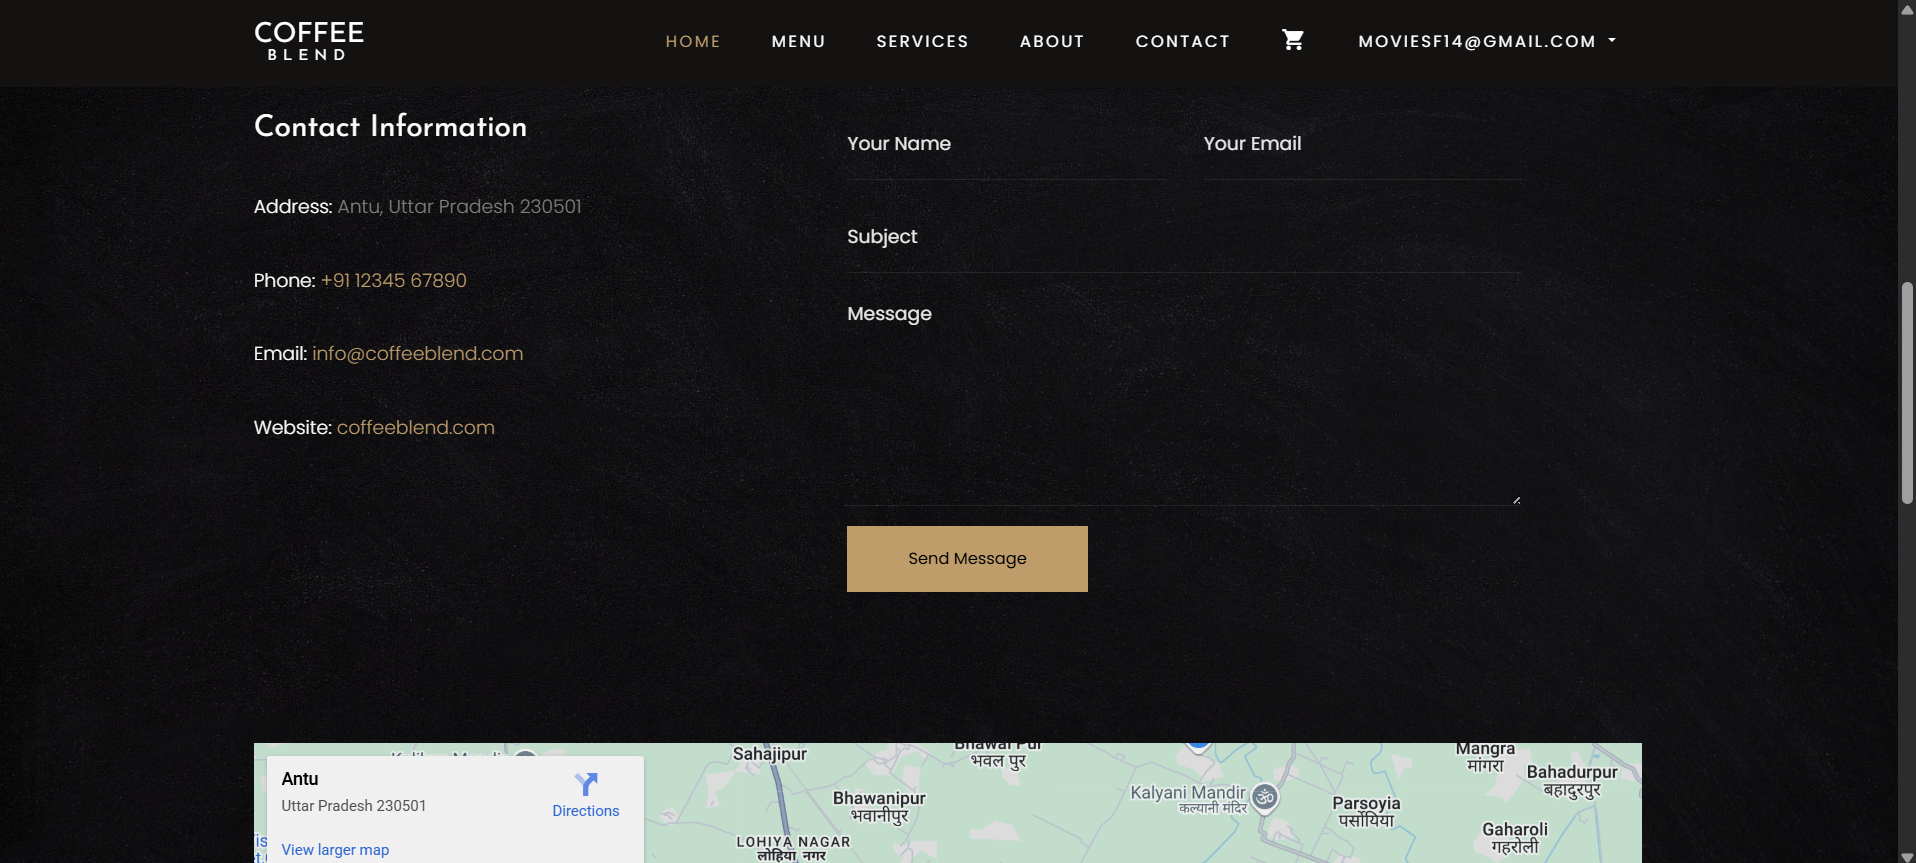 COFFEE
BLEND
HOME
MENU
SERVICES
ABOUT
CONTACT
MOVIESF14@GMAIL.COM
Contact Information
Address: Antu, Uttar Pradesh 230501
Phone: +91 12345 67890
Email: info@coffeeblend.com
Website: coffeeblend.com
Your Name
Your Email
Subject
Message
Send Message
Antu
Uttar Pradesh 230501
Directions
View larger map
Sahajipur
Bhawal Pur
भवल पुर
Mangra
मांगरा
Bahadurpur
बहादुरपुर
Kalyani Mandir
कल्याणी मंदिर
Bhawanipur
भवानीपुर
Parsoyia
पर्सोयिया
LOHIYA NAGAR
लोहिया नगर
Gaharoli
गहरोली